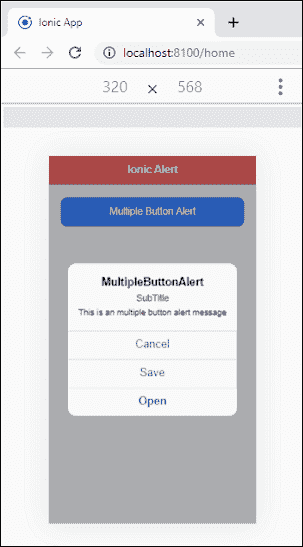 Ionic App
localhost:8100/home
320 × 568
Ionic Alert
Multiple Button Alert
MultipleButtonAlert
SubTitle
This is an multiple button alert message
Cancel
Save
Open